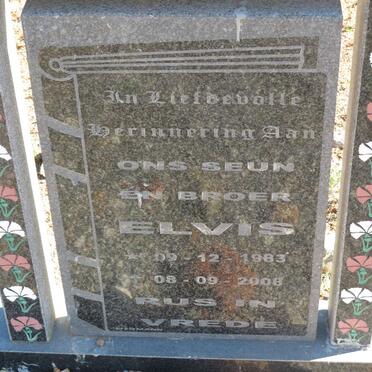 In Liefdevolle
Herinnering Aan
ONS SEUN
EN BROER
ELVIS
* 09 - 12 - 1983
† 08 - 09 - 2008
RUS IN
VREDE